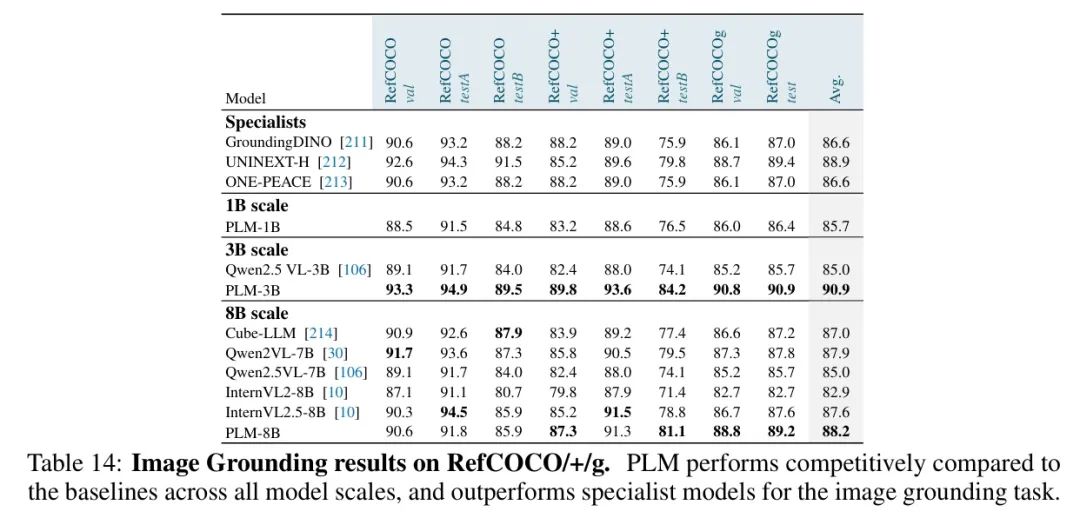 Model RefCOCO val RefCOCO testA RefCOCO testB RefCOCO+ val RefCOCO+ testA RefCOCO+ testB RefCOCOg val RefCOCOg test Avg.
Specialists
GroundingDINO [211] 90.6 93.2 88.2 88.2 89.0 75.9 86.1 87.0 86.6
UNINEXT-H [212] 92.6 94.3 91.5 85.2 89.6 79.8 88.7 89.4 88.9
ONE-PEACE [213] 90.6 93.2 88.2 88.2 89.0 75.9 86.1 87.0 86.6
1B scale
PLM-1B 88.5 91.5 84.8 83.2 88.6 76.5 86.0 86.4 85.7
3B scale
Qwen2.5 VL-3B [106] 89.1 91.7 84.0 82.4 88.0 74.1 85.2 85.7 85.0
PLM-3B 93.3 94.9 89.5 89.8 93.6 84.2 90.8 90.9 90.9
8B scale
Cube-LLM [214] 90.9 92.6 87.9 83.9 89.2 77.4 86.6 87.2 87.0
Qwen2VL-7B [30] 91.7 93.6 87.3 85.8 90.5 79.5 87.3 87.8 87.9
Qwen2.5VL-7B [106] 89.1 91.7 84.0 82.4 88.0 74.1 85.2 85.7 85.0
InternVL2-8B [10] 87.1 91.1 80.7 79.8 87.9 71.4 82.7 82.7 82.9
InternVL2.5-8B [10] 90.3 94.5 85.9 85.2 91.5 78.8 86.7 87.6 87.6
PLM-8B 90.6 91.8 85.9 87.3 91.3 81.1 88.8 89.2 88.2
Table 14: Image Grounding results on RefCOCO/+/g. PLM performs competitively compared to
the baselines across all model scales, and outperforms specialist models for the image grounding task.